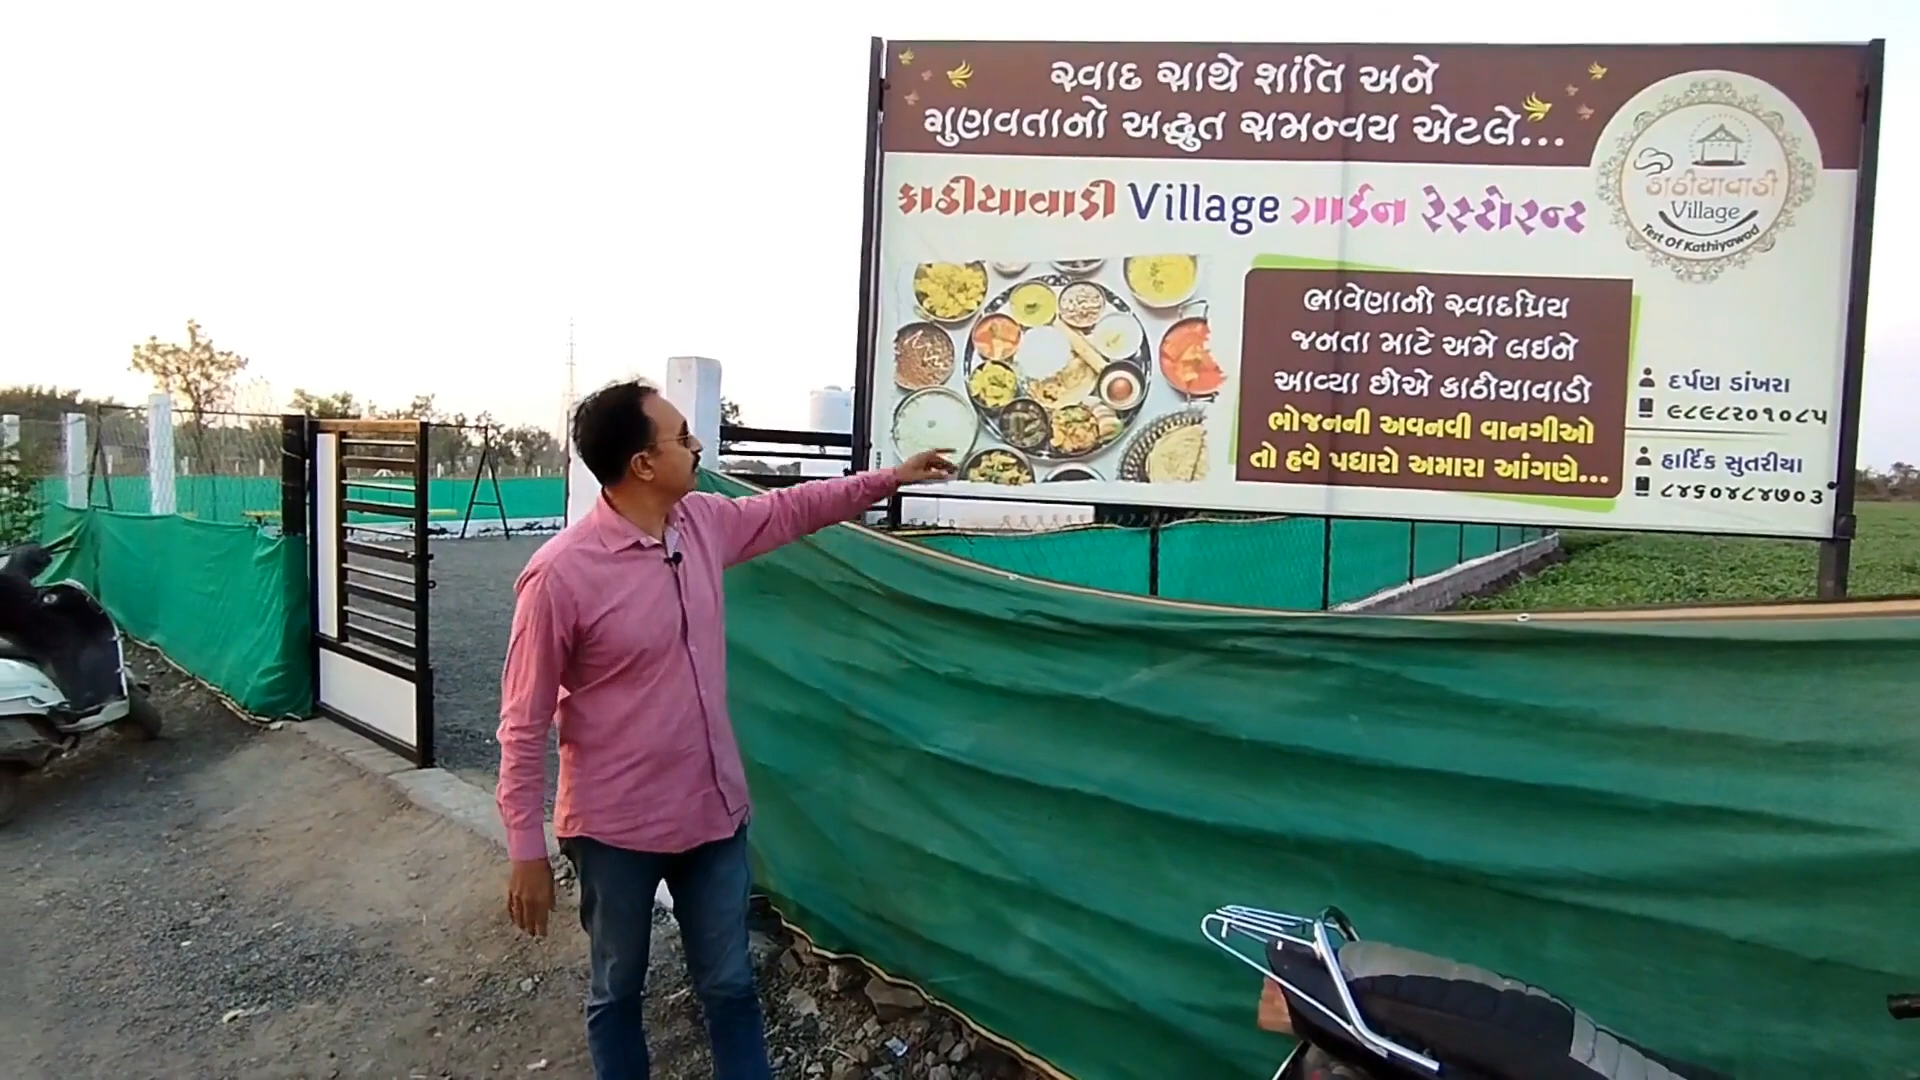 સ્વાદ સાથે શાંતિ અને
ગુણવતાનો અદ્ભુત સમન્વય એટલે...
કાઠીયાવાડી Village ગાર્ડન રેસ્ટોરન્ટ
કાઠીયાવાડી
Village
Test Of Kathiyawad
ભાવેણાની સ્વાદપ્રિય
જનતા માટે અમે લઇને
આવ્યા છીએ કાઠીયાવાડી
ભોજનની અવનવી વાનગીઓ
તો હવે પધારો અમારા આંગણે...
દર્પણ ડાંખરા
૯૮૯૮૨૦૧૦૮૫
હાર્દિક સુતરીયા
૮૪૬૦૪૮૪૭૦૩